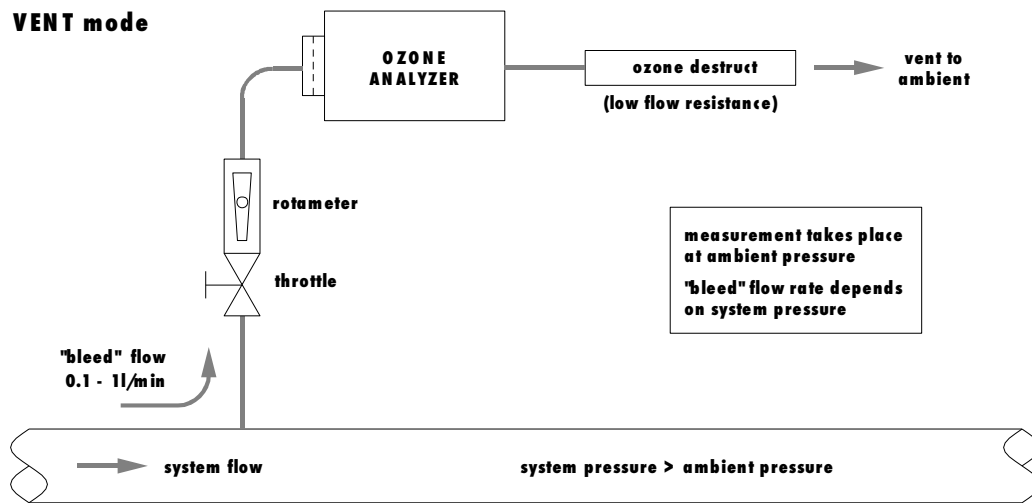 VENT mode
OZONE
ANALYZER
ozone destruct
(low flow resistance)
vent to
ambient
rotameter
throttle
measurement takes place
at ambient pressure
"bleed" flow rate depends
on system pressure
"bleed" flow
0.1 - 1l/min
system flow
system pressure > ambient pressure